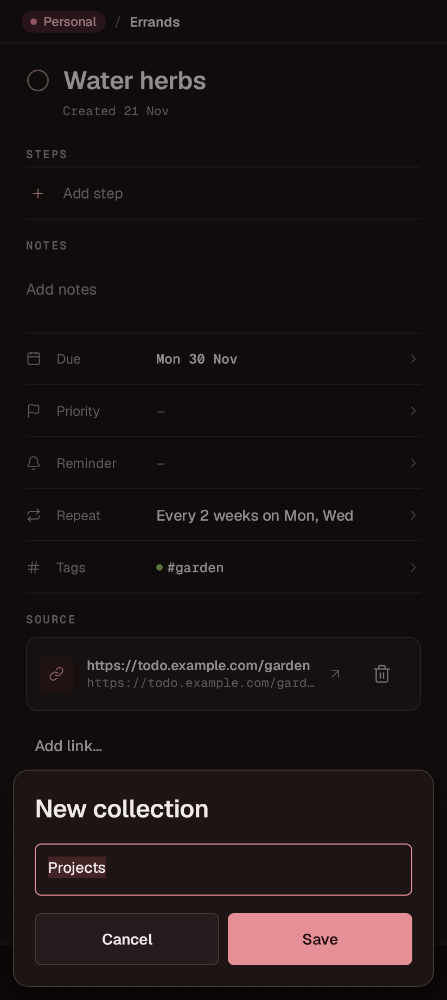 Personal / Errands
Water herbs
Created 21 Nov
STEPS
+ Add step
NOTES
Add notes
Due Mon 30 Nov
Priority –
Reminder –
Repeat Every 2 weeks on Mon, Wed
Tags #garden
SOURCE
https://todo.example.com/garden
https://todo.example.com/gard…
Add link…
New collection
Projects
Cancel Save